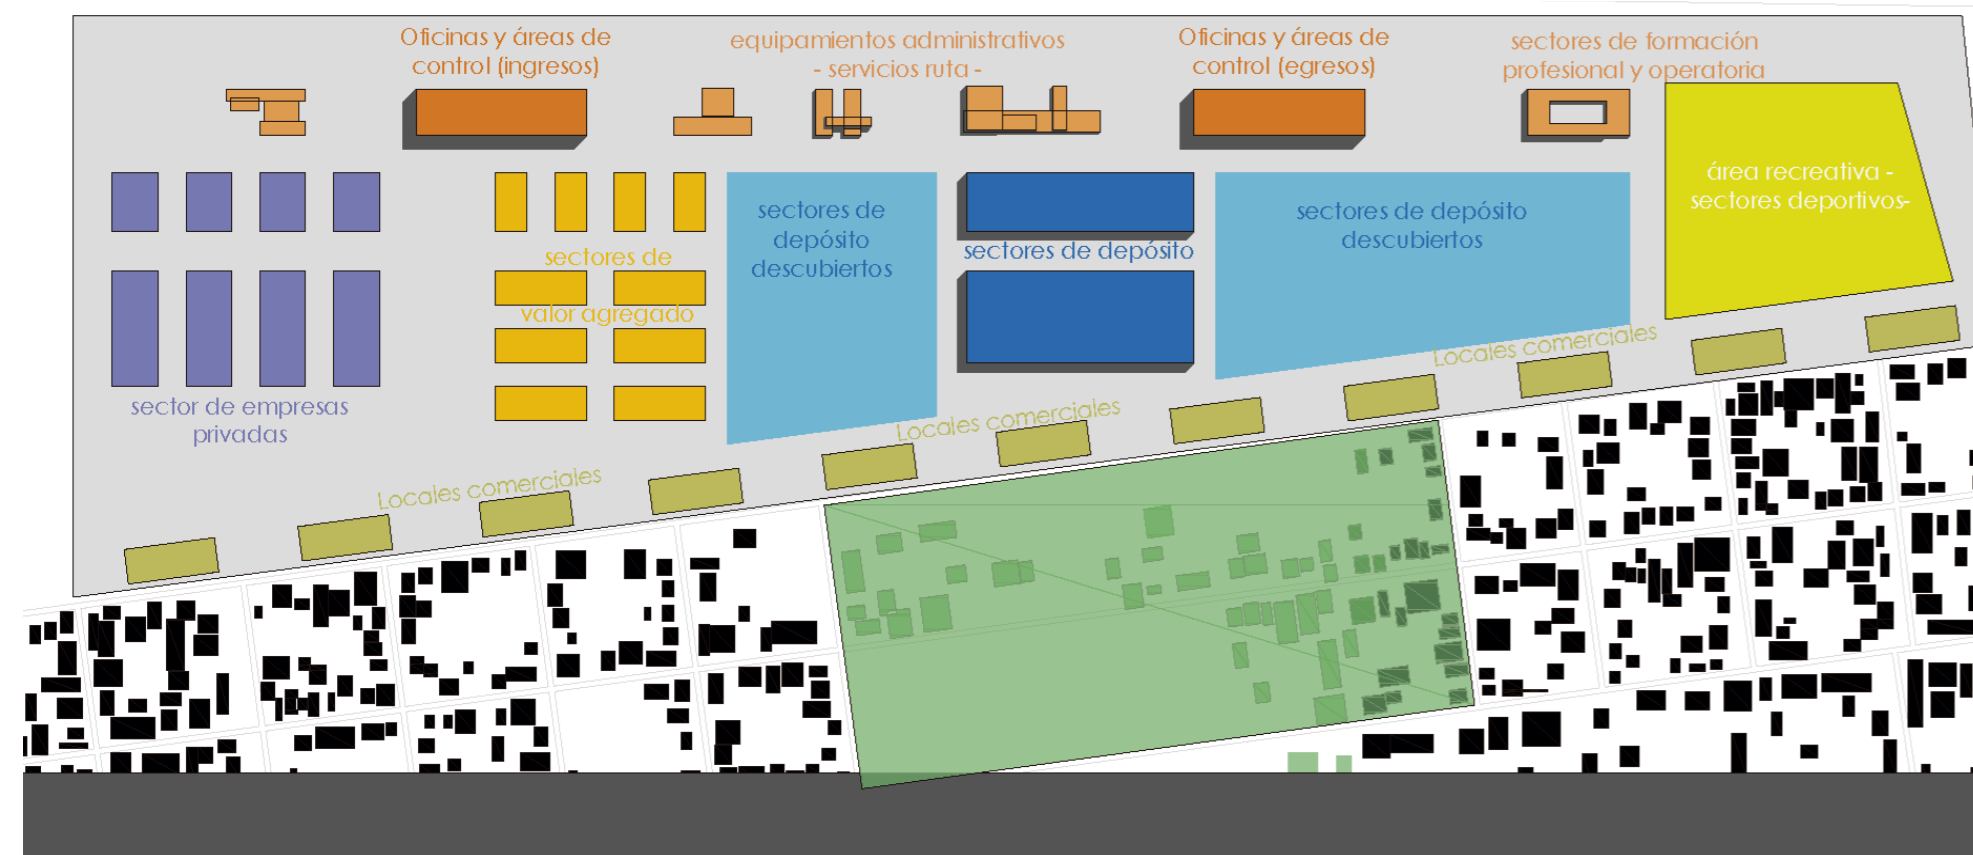 Oficinas y áreas de
control (ingresos)
equipamientos administrativos
- servicios ruta -
Oficinas y áreas de
control (egresos)
sectores de formación
profesional y operatoria
área recreativa -
sectores deportivos-
sectores de
depósito
descubiertos
sectores de depósito
sectores de depósito
descubiertos
sectores de
valor agregado
sector de empresas
privadas
Locales comerciales
Locales comerciales
Locales comerciales